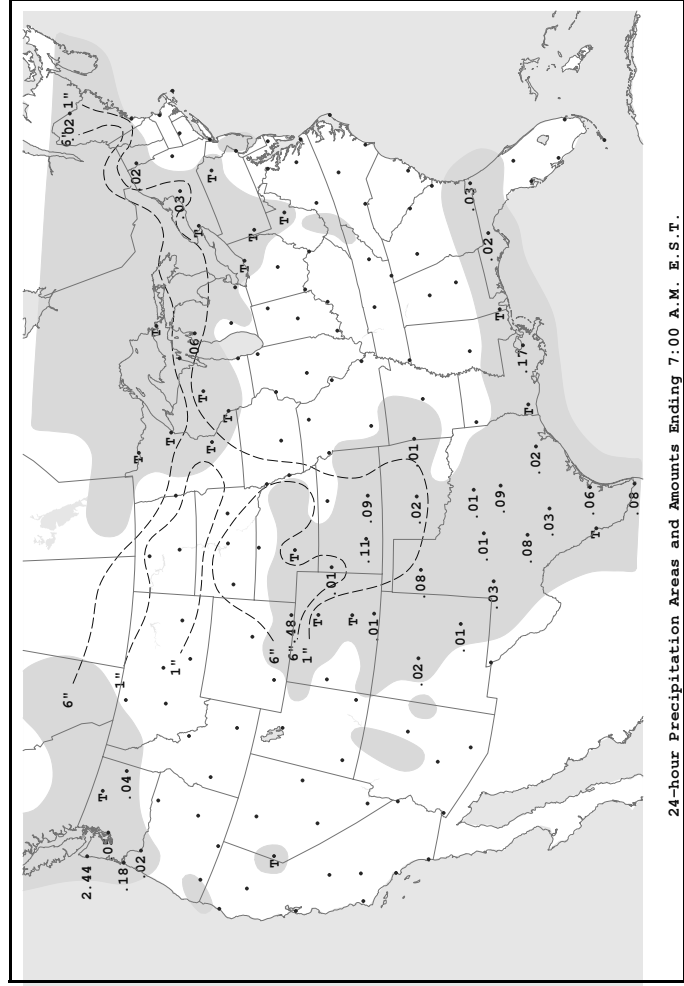 6"
6"
.02
1"
2.44
T
0
1"
.18
.04
.02
T
.02
T
T
1"
.03
.06
T
T
T
T
T
T
T
T
6"
T
6"
.48
T
1"
T
.01
T
.11
.09
.01
.01
.02
.02
.08
.01
.03
.01
.01
.02
.03
.09
T
.17
.08
T
.02
.03
.06
T
.08
24-hour Precipitation Areas and Amounts Ending 7:00 A.M. E.S.T.